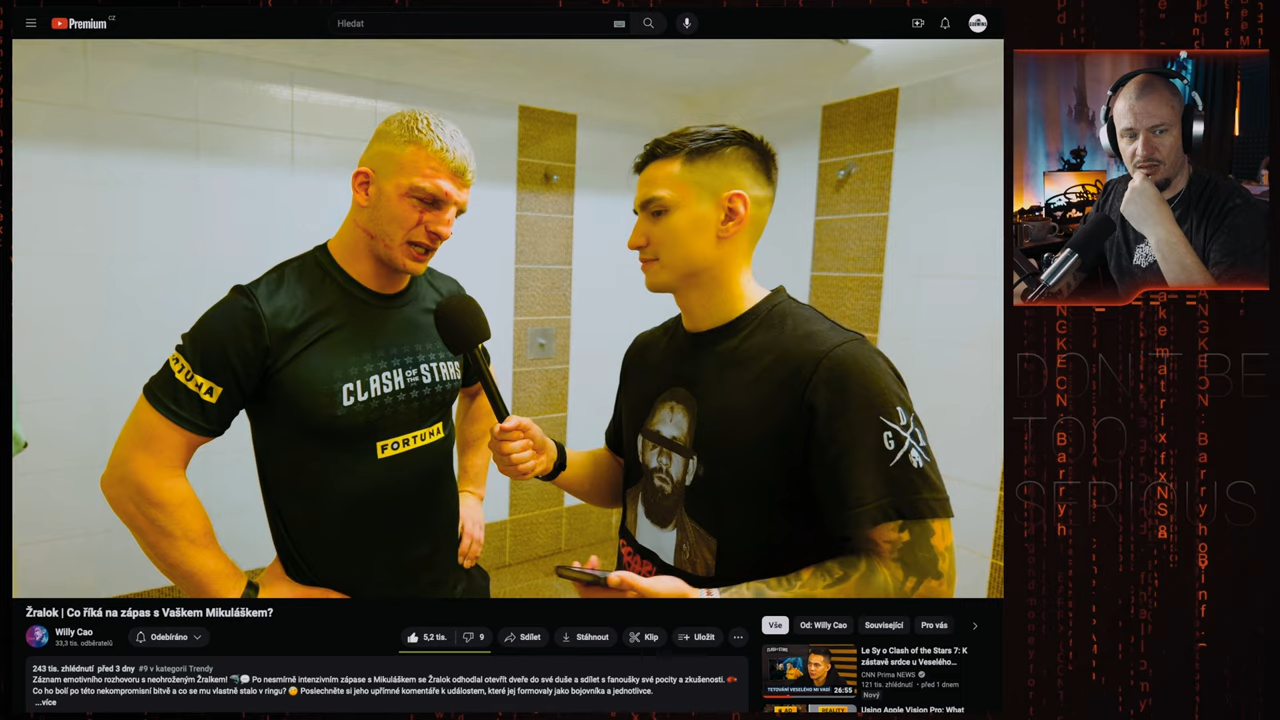 Premium CZ
Hledat
FORTUNA
CLASH OF THE STARS
FORTUNA
G D A
DON'T BE
TOO
SERIOUS
Žralok | Co říká na zápas s Vaškem Mikuláškem?
Willy Cao
33,3 tis. odběratelů
Odebíráno
5,2 tis.
9
Sdílet
Stáhnout
Klip
Uložit
243 tis. zhlédnutí před 3 dny #9 v kategorii Trendy
Záznam emotivního rozhovoru s neohroženým Žralkem! 🔫💬 Po nesmírně intenzivním zápase s Mikuláškem se Žralok odhodlal otevřít dveře do své duše a sdílet s fanoušky své pocity a zkušenosti. 🥊
Co ho bolí po této nekompromisní bitvě a co se mu vlastně stalo v ringu? 🤔 Poslechněte si jeho upřímné komentáře k událostem, které jej formovaly jako bojovníka a jednotlivce.
...více
Vše
Od: Willy Cao
Související
Pro vás
TETOVÁNÍ VESELÉHO MI VADÍ
26:55
Le Sy o Clash of the Stars 7: K
zástavě srdce u Veselého...
CNN Prima NEWS
121 tis. zhlédnutí • před 1 dnem
Nový
Using Apple Vision Pro: What